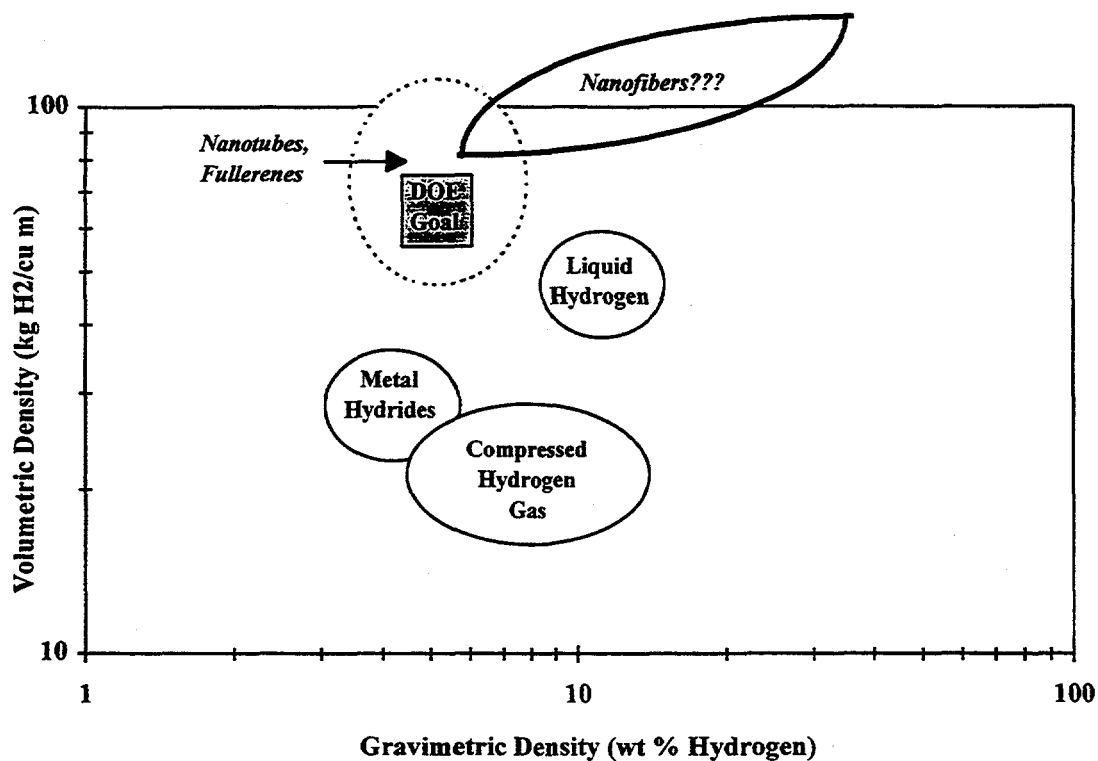 Nanofibers???
100
Nanotubes,
Fullerenes
DOE
Goal
Liquid
Hydrogen
Metal
Hydrides
Compressed
Hydrogen
Gas
Volumetric Density (kg H2/cu m)
10
1
10
100
Gravimetric Density (wt % Hydrogen)